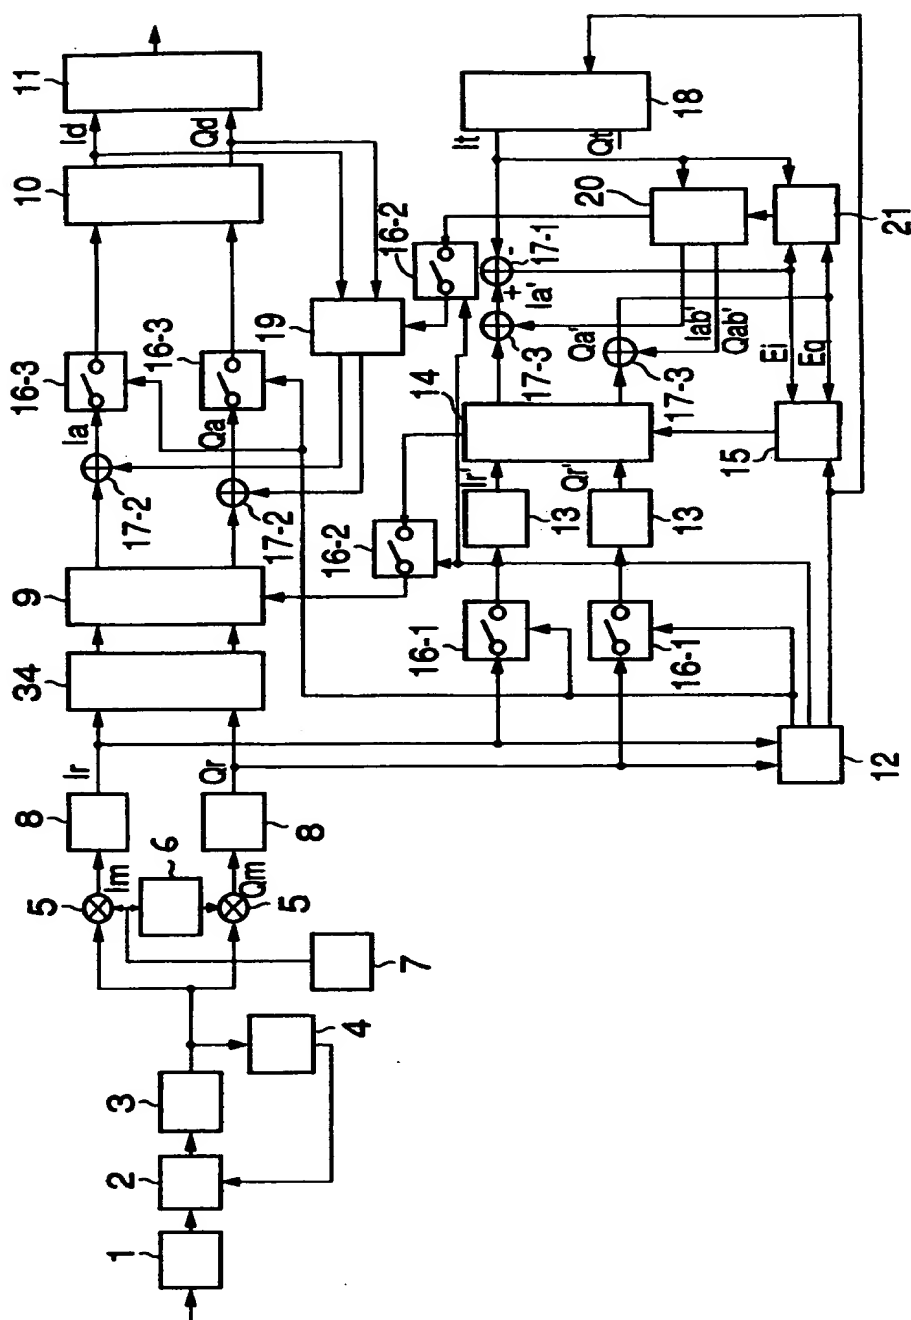 11
Id
Qd
10
16-3
16-3
Ia
Qa
17-2
17-2
19
9
34
Ir
Qr
8
8
Im
Qm
5
5
6
7
4
3
2
1
18
It
Qt
20
21
16-2
-
17-1
+
Ia'
17-3
Qa'
17-3
Iab'
Qab'
Ei
Eq
14
15
16-2
Ir'
Qr'
13
13
16-1
16-1
12